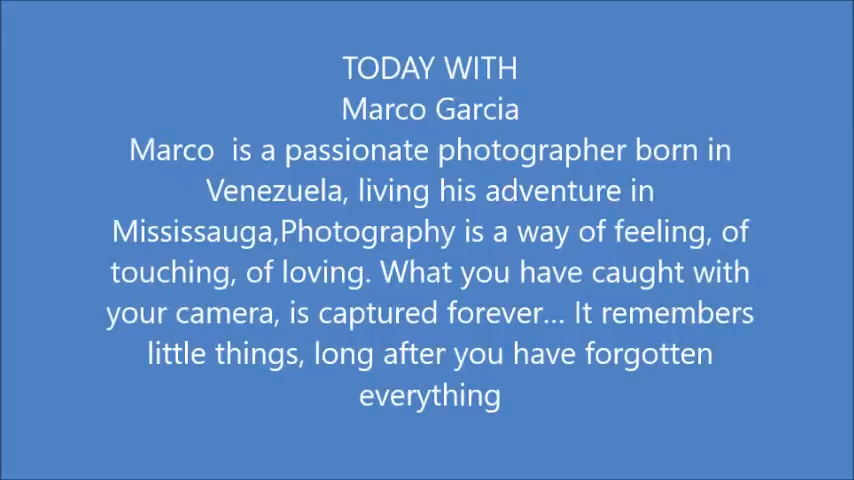 TODAY WITH
Marco Garcia
Marco  is a passionate photographer born in
Venezuela, living his adventure in
Mississauga,Photography is a way of feeling, of
touching, of loving. What you have caught with
your camera, is captured forever… It remembers
little things, long after you have forgotten
everything